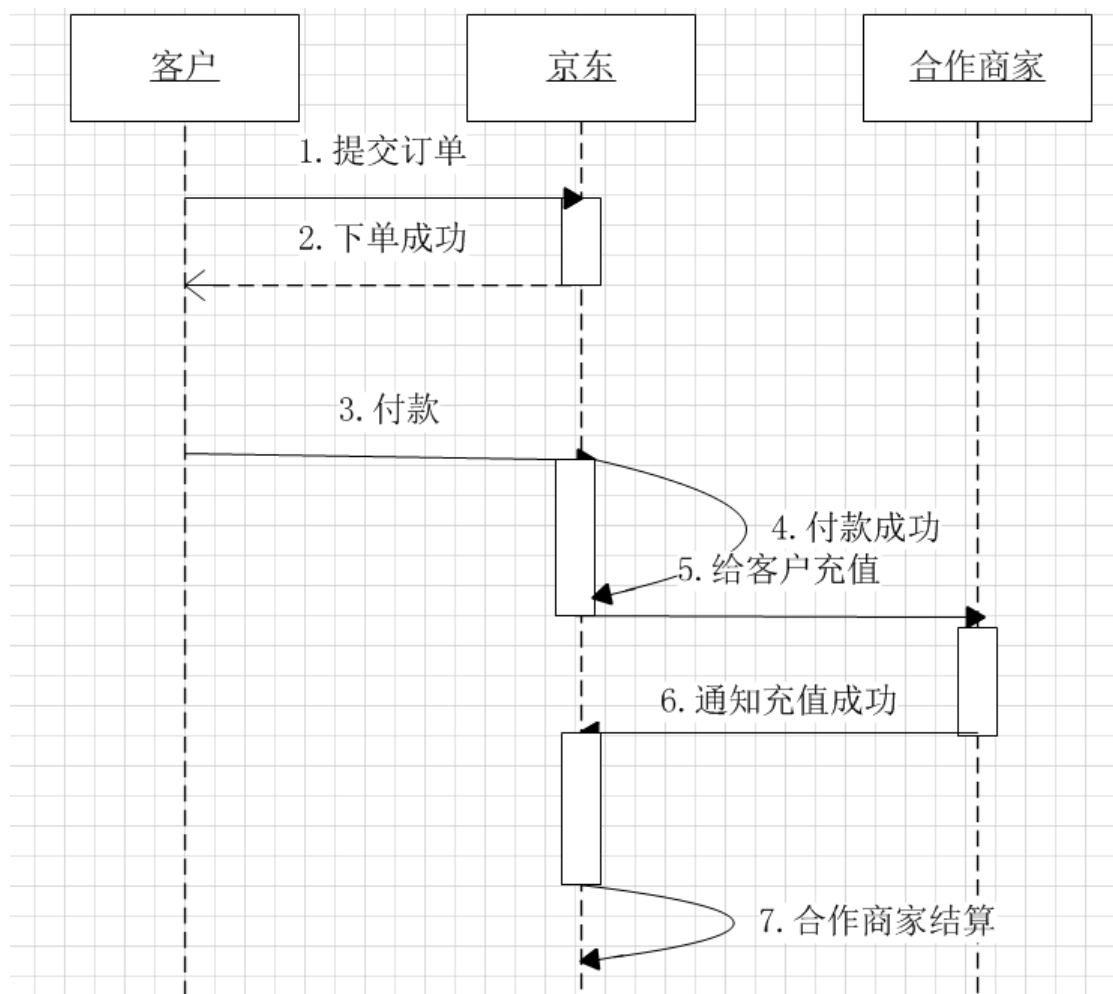 客户
京东
合作商家
1.提交订单
2.下单成功
3.付款
4.付款成功
5.给客户充值
6.通知充值成功
7.合作商家结算